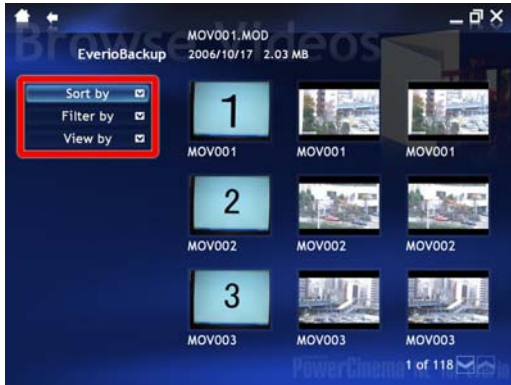 Browse Videos
MOV001.MOD
EverioBackup
2006/10/17 2.03 MB
Sort by
Filter by
View by
1
MOV001
MOV001
MOV001
2
MOV002
MOV002
MOV002
3
MOV003
MOV003
MOV003
PowerCinema
1 of 118